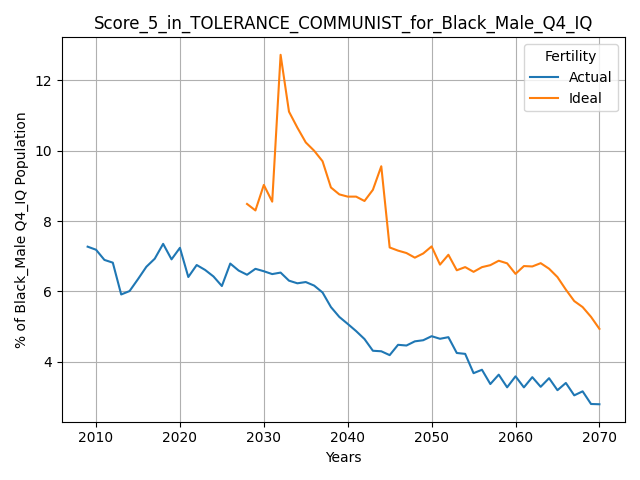 Score_5_in_TOLERANCE_COMMUNIST_for_Black_Male_Q4_IQ
Fertility
Actual
Ideal
% of Black_Male Q4_IQ Population
12
10
8
6
4
2010 2020 2030 2040 2050 2060 2070
Years